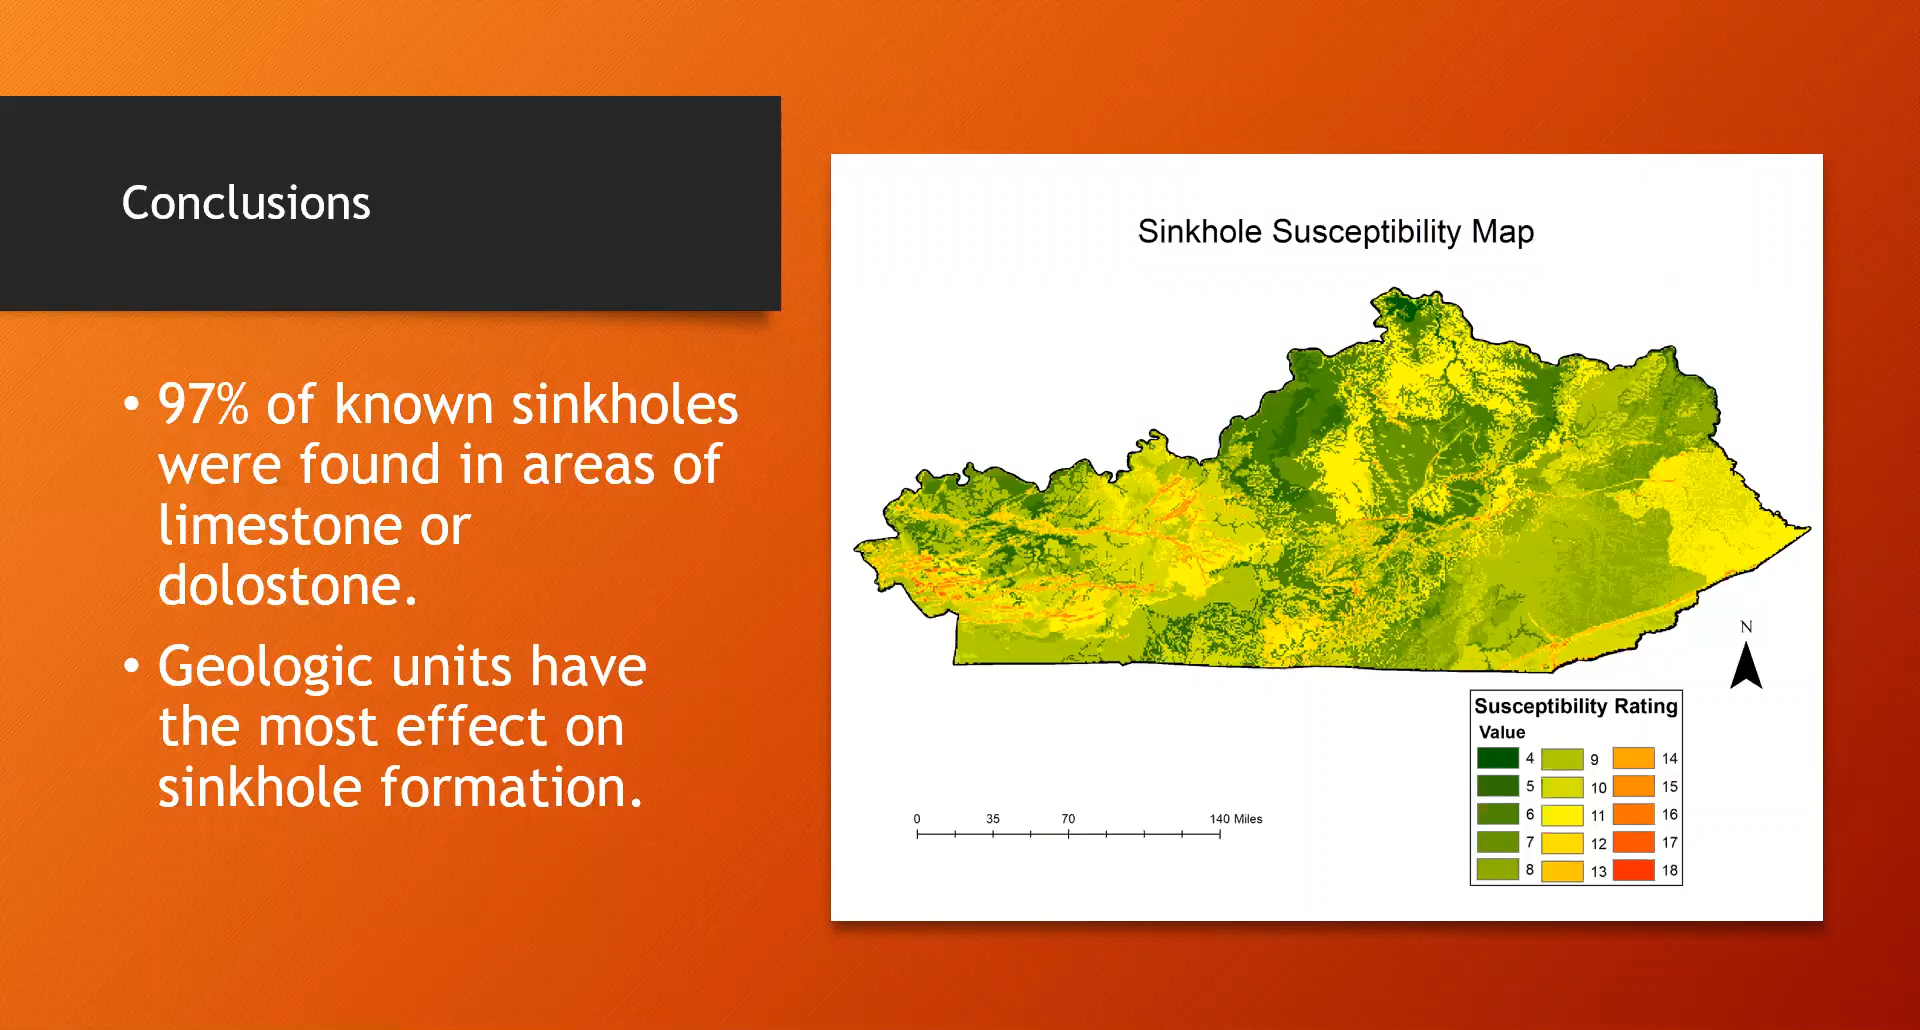 Conclusions
• 97% of known sinkholes
were found in areas of
limestone or
dolostone.
• Geologic units have
the most effect on
sinkhole formation.
Sinkhole Susceptibility Map
N
Susceptibility Rating
Value
4 9 14
5 10 15
6 11 16
7 12 17
8 13 18
0 35 70 140 Miles